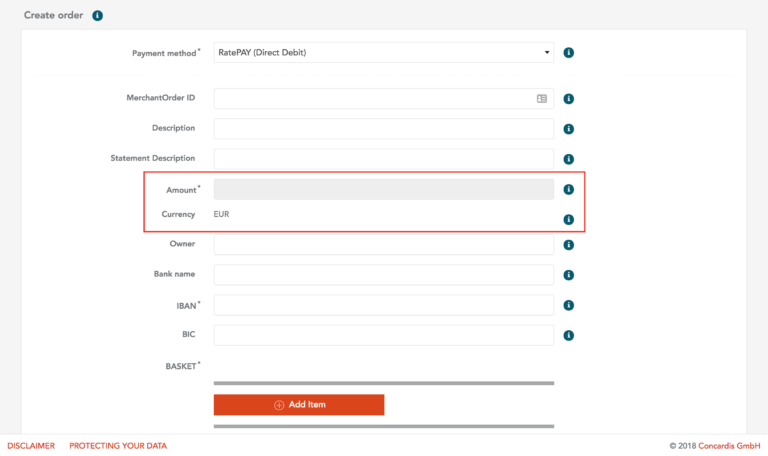 Create order
Payment method* RatePAY (Direct Debit)
MerchantOrder ID
Description
Statement Description
Amount*
Currency EUR
Owner
Bank name
IBAN*
BIC
BASKET*
Add Item
DISCLAIMER PROTECTING YOUR DATA © 2018 Concardis GmbH